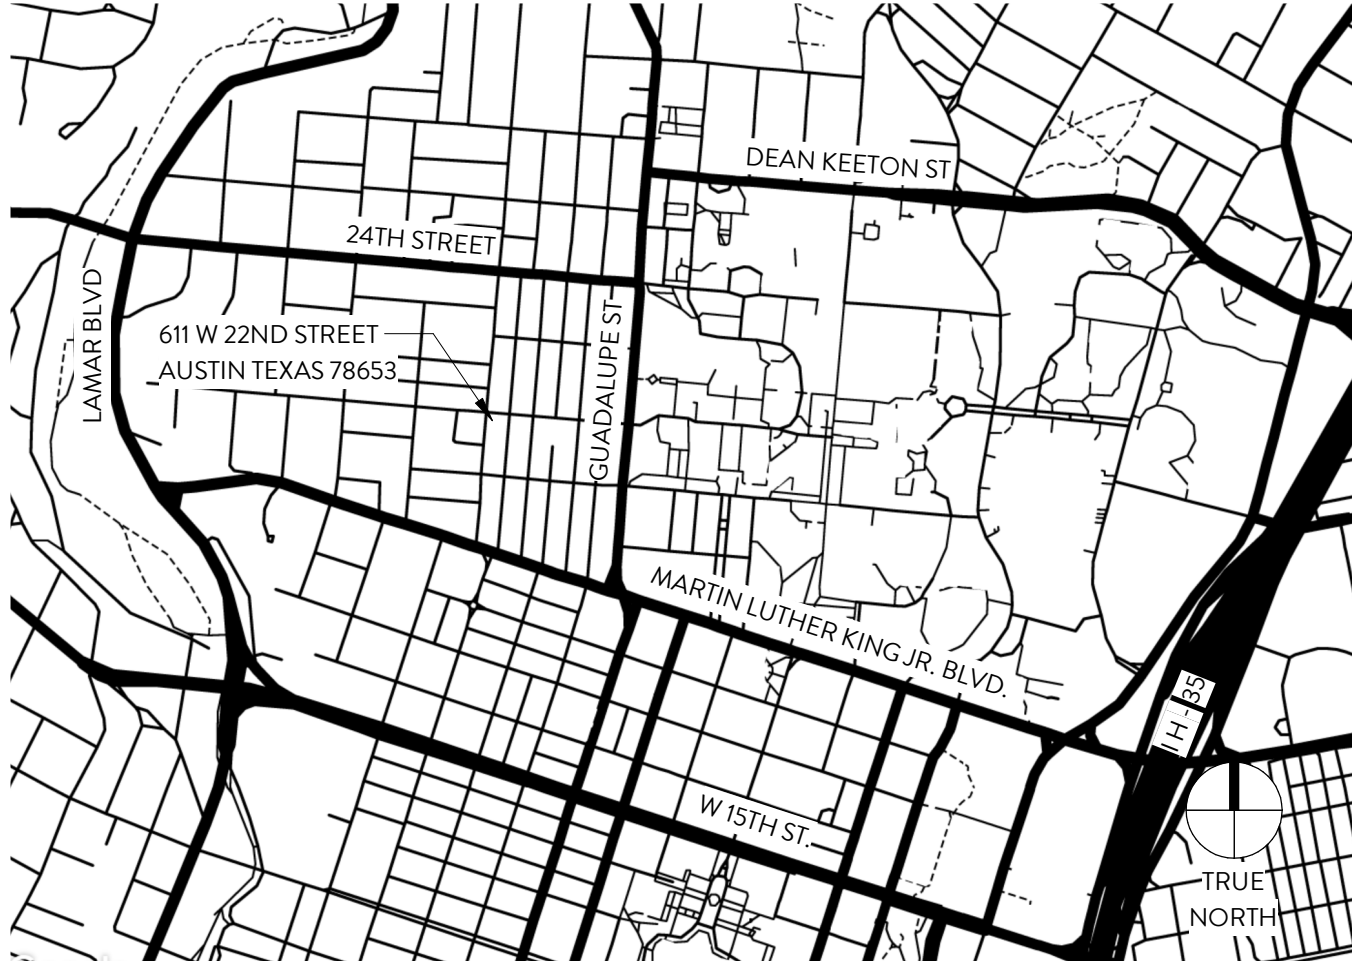 DEAN KEETON ST
24TH STREET
LAMAR BLVD
611 W 22ND STREET
AUSTIN TEXAS 78653
GUADALUPE ST
MARTIN LUTHER KING JR. BLVD.
IH-35
W 15TH ST.
TRUE
NORTH